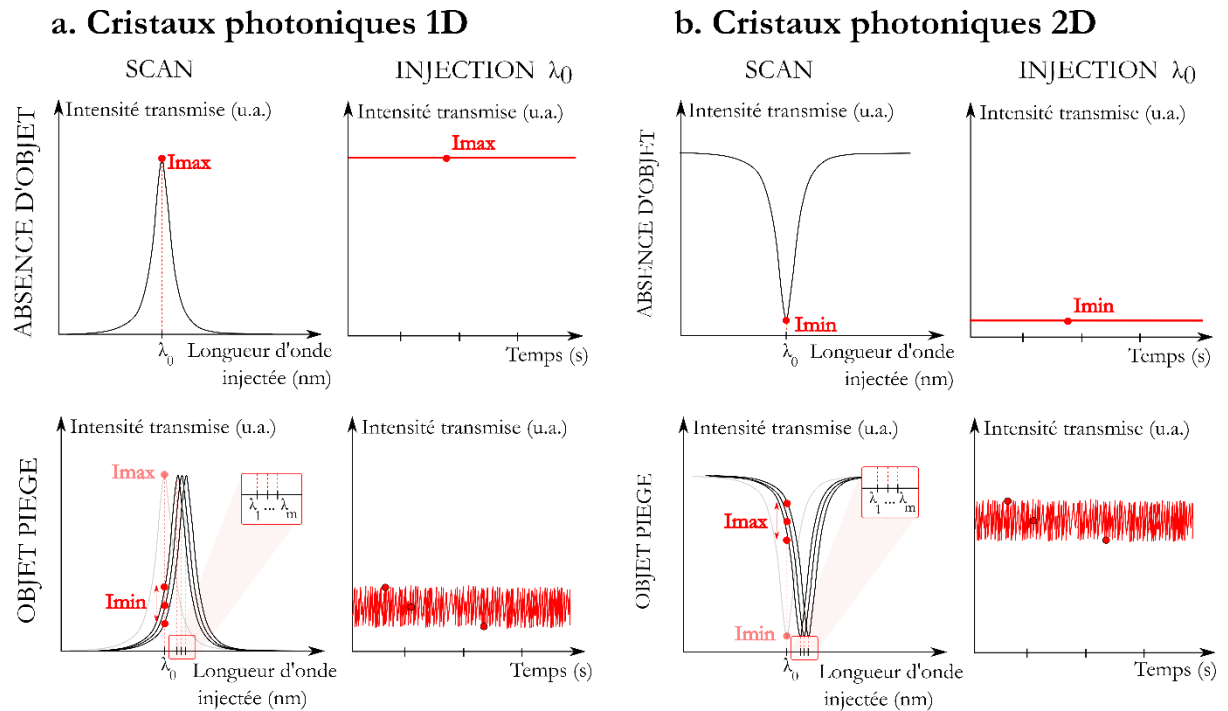 a. Cristaux photoniques 1D
SCAN
INJECTION λ0
ABSENCE D'OBJET
Intensité transmise (u.a.)
Imax
λ0
Longueur d'onde
injectée (nm)
Intensité transmise (u.a.)
Imax
Temps (s)
OBJET PIEGE
Intensité transmise (u.a.)
Imax
Imin
λ1 ... λm
λ0
Longueur d'onde
injectée (nm)
Intensité transmise (u.a.)
Temps (s)
b. Cristaux photoniques 2D
SCAN
INJECTION λ0
ABSENCE D'OBJET
Intensité transmise (u.a.)
Imin
λ0
Longueur d'onde
injectée (nm)
Intensité transmise (u.a.)
Imin
Temps (s)
OBJET PIEGE
Intensité transmise (u.a.)
Imax
Imin
λ1 ... λm
λ0
Longueur d'onde
injectée (nm)
Intensité transmise (u.a.)
Temps (s)